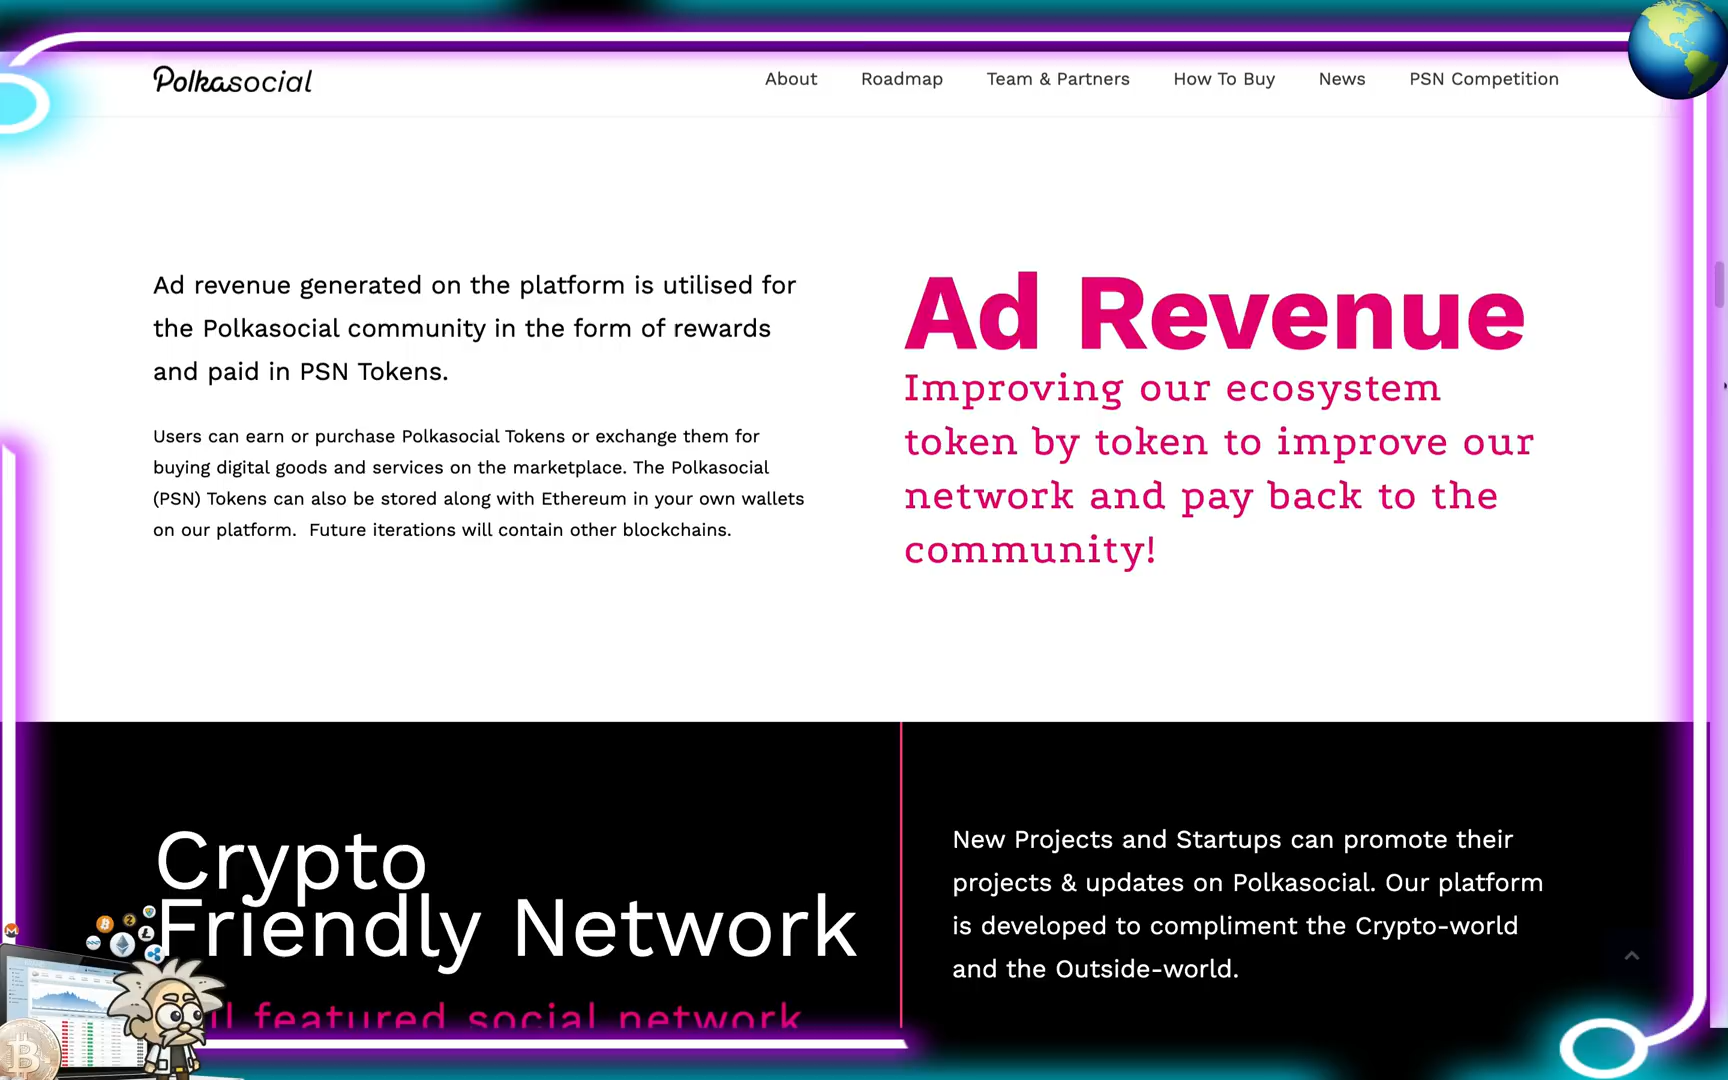 Polkasocial
About Roadmap Team & Partners How To Buy News PSN Competition
Ad revenue generated on the platform is utilised for
the Polkasocial community in the form of rewards
and paid in PSN Tokens.
Users can earn or purchase Polkasocial Tokens or exchange them for
buying digital goods and services on the marketplace. The Polkasocial
(PSN) Tokens can also be stored along with Ethereum in your own wallets
on our platform.  Future iterations will contain other blockchains.
Ad Revenue
Improving our ecosystem
token by token to improve our
network and pay back to the
community!
Crypto
Friendly Network
featured social network
New Projects and Startups can promote their
projects & updates on Polkasocial. Our platform
is developed to compliment the Crypto-world
and the Outside-world.